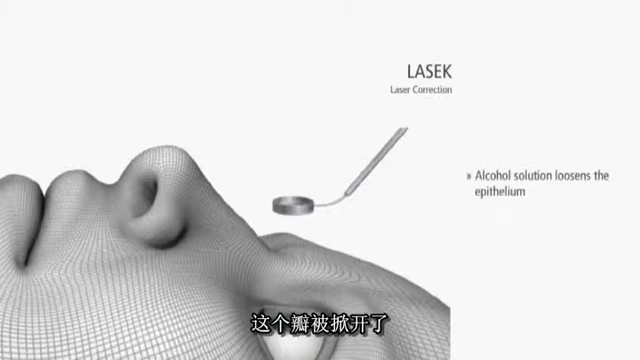 LASEK
Laser Correction
» Alcohol solution loosens the
epithelium
这个瓣被掀开了